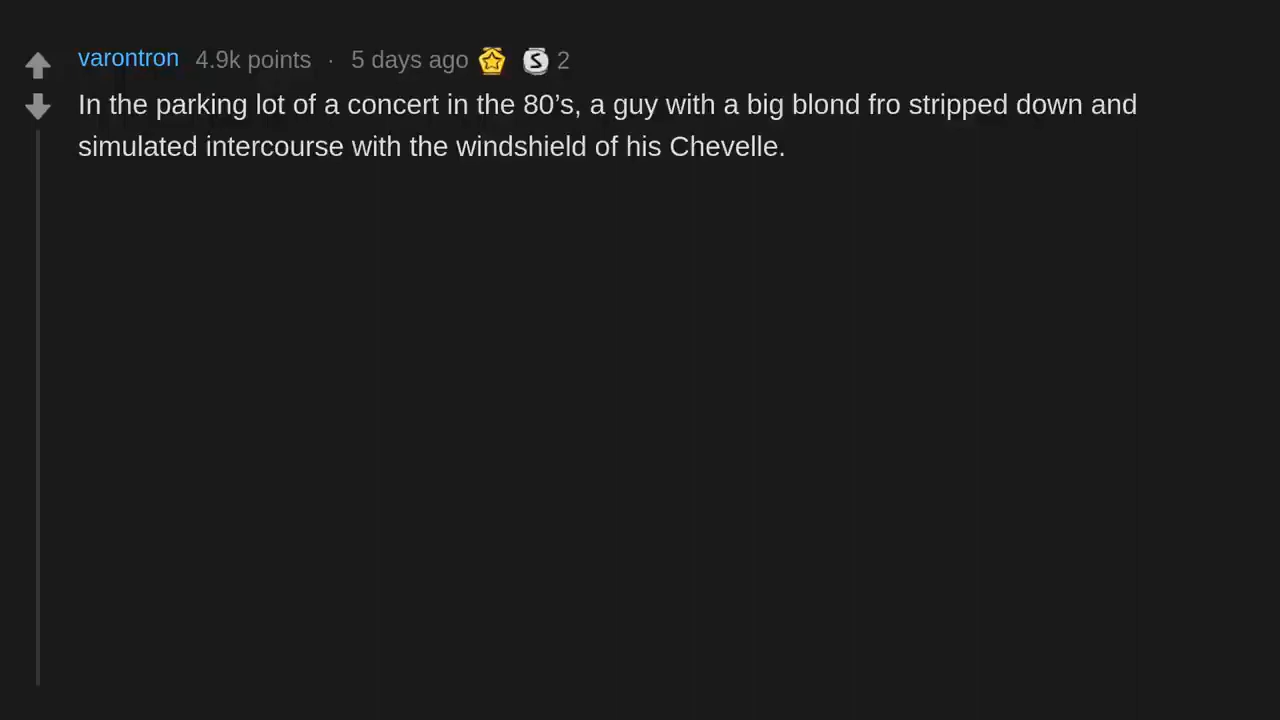 varontron 4.9k points · 5 days ago 2
In the parking lot of a concert in the 80’s, a guy with a big blond fro stripped down and
simulated intercourse with the windshield of his Chevelle.